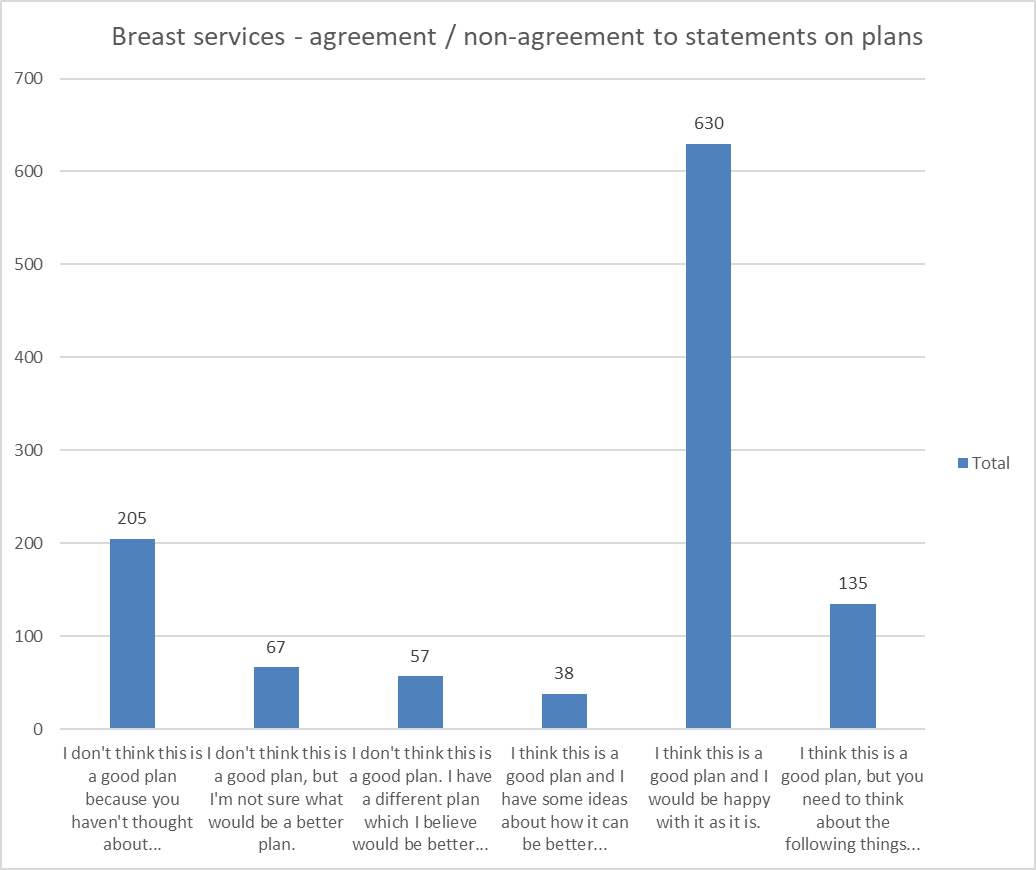 Breast services - agreement / non-agreement to statements on plans
700
600
500
400
300
200
100
0
205
67
57
38
630
135
I don't think this is
a good plan
because you
haven't thought
about...
I don't think this is
a good plan, but
I'm not sure what
would be a better
plan.
I don't think this is
a good plan. I have
a different plan
which I believe
would be better...
I think this is a
good plan and I
have some ideas
about how it can
be better...
I think this is a
good plan and I
would be happy
with it as it is.
I think this is a
good plan, but you
need to think
about the
following things...
Total